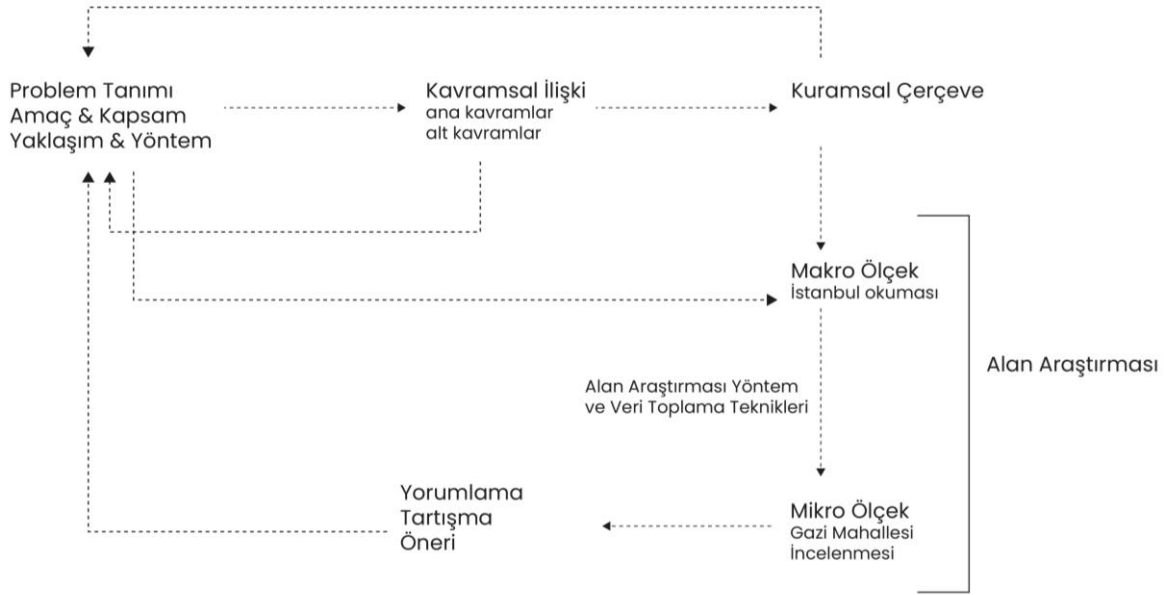 Problem Tanımı
Amaç & Kapsam
Yaklaşım & Yöntem
Kavramsal İlişki
ana kavramlar
alt kavramlar
Kuramsal Çerçeve
Makro Ölçek
İstanbul okuması
Alan Araştırması
Alan Araştırması Yöntem
ve Veri Toplama Teknikleri
Yorumlama
Tartışma
Öneri
Mikro Ölçek
Gazi Mahallesi
İncelenmesi